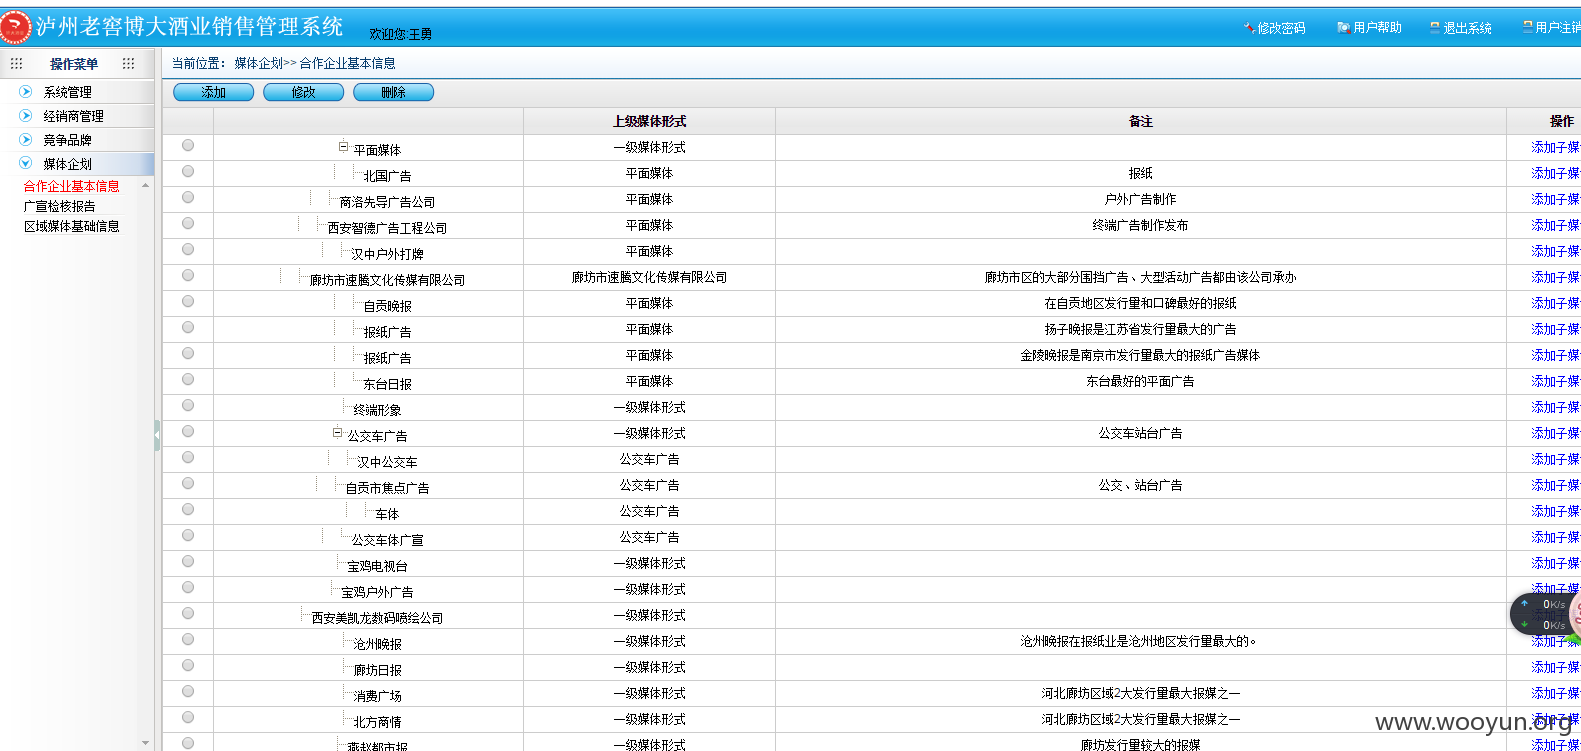 泸州老窖博大酒业销售管理系统 欢迎您:王勇 修改密码 用户帮助 退出系统 用户注销
操作菜单 当前位置： 媒体企划>> 合作企业基本信息
系统管理
经销商管理
竞争品牌
媒体企划
合作企业基本信息
广宣检核报告
区域媒体基础信息
添加 修改 删除
上级媒体形式 备注 操作
平面媒体 一级媒体形式 添加子媒
北国广告 平面媒体 报纸 添加子媒
商洛先导广告公司 平面媒体 户外广告制作 添加子媒
西安智德广告工程公司 平面媒体 终端广告制作发布 添加子媒
汉中户外打牌 平面媒体 添加子媒
廊坊市速腾文化传媒有限公司 廊坊市速腾文化传媒有限公司 廊坊市区的大部分围挡广告、大型活动广告都由该公司承办 添加子媒
自贡晚报 平面媒体 在自贡地区发行量和口碑最好的报纸 添加子媒
报纸广告 平面媒体 扬子晚报是江苏省发行量最大的广告 添加子媒
报纸广告 平面媒体 金陵晚报是南京市发行量最大的报纸广告媒体 添加子媒
东台日报 平面媒体 东台最好的平面广告 添加子媒
终端形象 一级媒体形式 添加子媒
公交车广告 一级媒体形式 公交车站台广告 添加子媒
汉中公交车 公交车广告 添加子媒
自贡市焦点广告 公交车广告 公交、站台广告 添加子媒
车体 公交车广告 添加子媒
公交车体广宣 公交车广告 添加子媒
宝鸡电视台 一级媒体形式 添加子媒
宝鸡户外广告 一级媒体形式 添加子媒
西安美凯龙数码喷绘公司 一级媒体形式
0K/s
0K/s
沧州晚报 一级媒体形式 沧州晚报在报纸业是沧州地区发行量最大的。 添加子媒
廊坊日报 一级媒体形式 添加子媒
消费广场 一级媒体形式 河北廊坊区域2大发行量最大报媒之一 添加子媒
北方商情 一级媒体形式 河北廊坊区域2大发行量最大报媒之一 添加子媒
燕赵都市报 一级媒体形式 廊坊发行量较大的报媒 添加子媒
www.wooyun.org